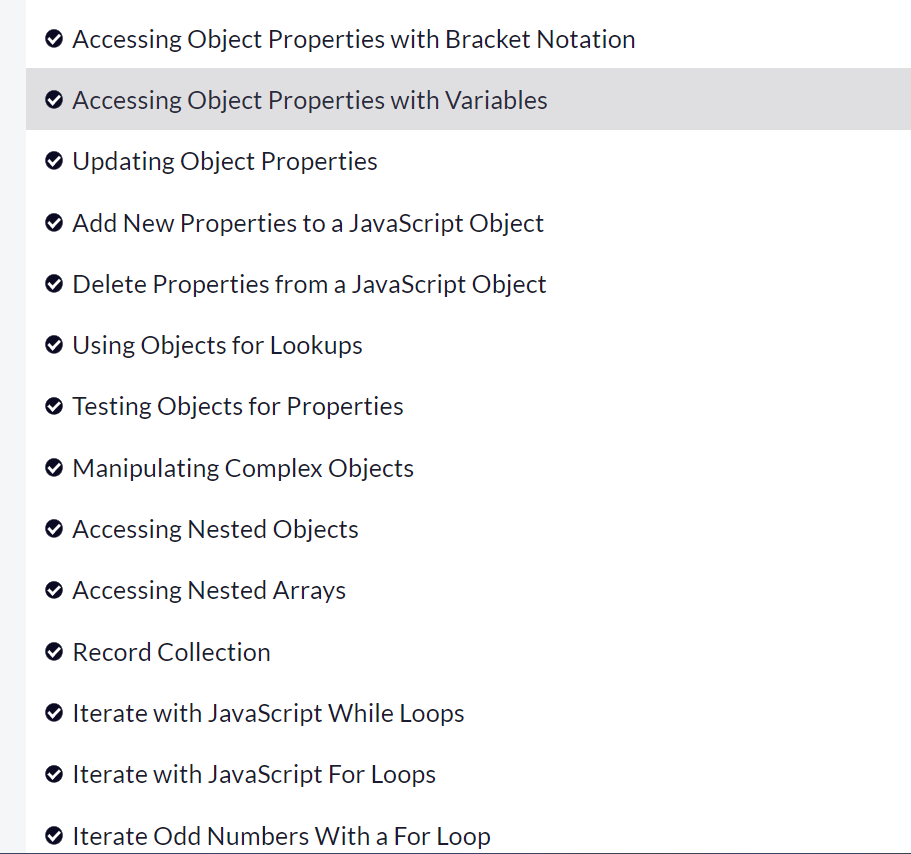 Accessing Object Properties with Bracket Notation
Accessing Object Properties with Variables
Updating Object Properties
Add New Properties to a JavaScript Object
Delete Properties from a JavaScript Object
Using Objects for Lookups
Testing Objects for Properties
Manipulating Complex Objects
Accessing Nested Objects
Accessing Nested Arrays
Record Collection
Iterate with JavaScript While Loops
Iterate with JavaScript For Loops
Iterate Odd Numbers With a For Loop